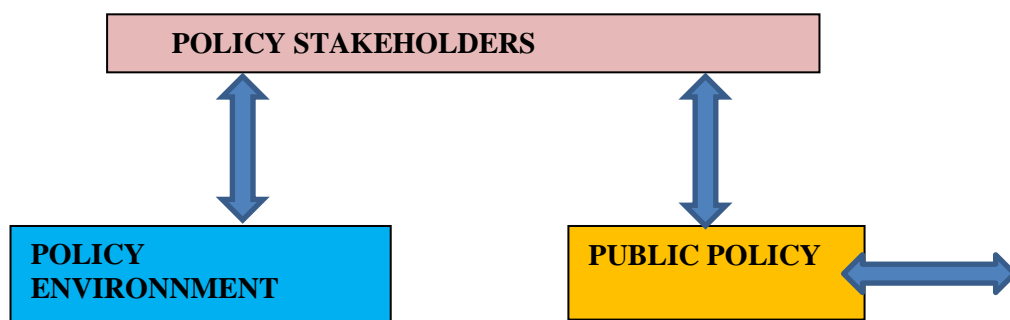 POLICY STAKEHOLDERS
POLICY
ENVIRONNMENT
PUBLIC POLICY